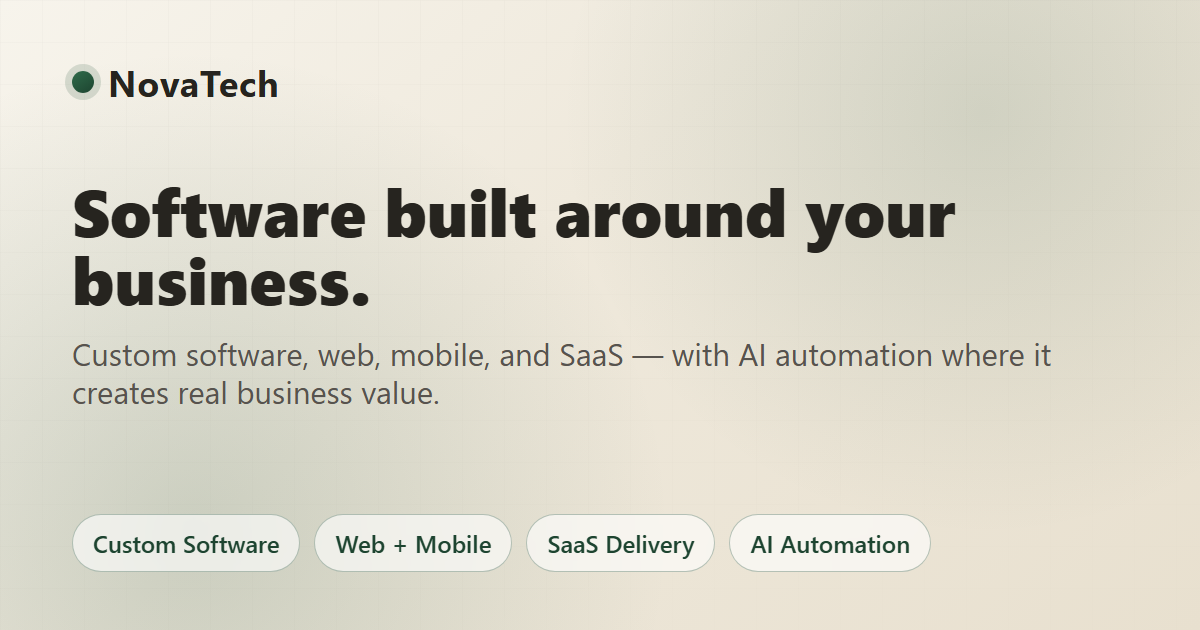 NovaTech
Software built around your
business.
Custom software, web, mobile, and SaaS — with AI automation where it
creates real business value.
Custom Software
Web + Mobile
SaaS Delivery
AI Automation